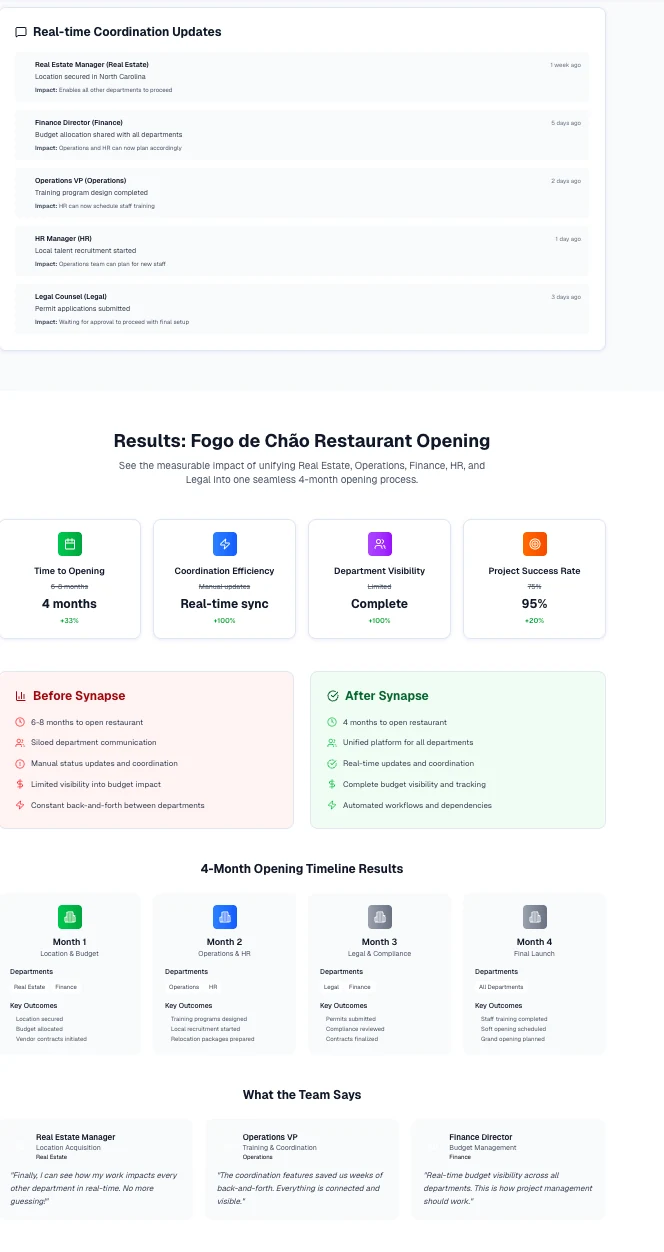 Real-time Coordination Updates
Real Estate Manager (Real Estate)
1 week ago
Location secured in North Carolina
Impact: Enables all other departments to proceed
Finance Director (Finance)
5 days ago
Budget allocation shared with all departments
Impact: Operations and HR can now plan accordingly
Operations VP (Operations)
2 days ago
Training program design completed
Impact: HR can now schedule staff training
HR Manager (HR)
1 day ago
Local talent recruitment started
Impact: Operations team can plan for new staff
Legal Counsel (Legal)
3 days ago
Permit applications submitted
Impact: Waiting for approval to proceed with final setup
Results: Fogo de Chão Restaurant Opening
See the measurable impact of unifying Real Estate, Operations, Finance, HR, and
Legal into one seamless 4-month opening process.
Time to Opening
6-8 months
4 months
+33%
Coordination Efficiency
Manual updates
Real-time sync
+100%
Department Visibility
Limited
Complete
+100%
Project Success Rate
75%
95%
+20%
Before Synapse
6-8 months to open restaurant
Siloed department communication
Manual status updates and coordination
Limited visibility into budget impact
Constant back-and-forth between departments
After Synapse
4 months to open restaurant
Unified platform for all departments
Real-time updates and coordination
Complete budget visibility and tracking
Automated workflows and dependencies
4-Month Opening Timeline Results
Month 1
Location & Budget
Departments
Real Estate Finance
Key Outcomes
Location secured
Budget allocated
Vendor contracts initiated
Month 2
Operations & HR
Departments
Operations HR
Key Outcomes
Training programs designed
Local recruitment started
Relocation packages prepared
Month 3
Legal & Compliance
Departments
Legal Finance
Key Outcomes
Permits submitted
Compliance reviewed
Contracts finalized
Month 4
Final Launch
Departments
All Departments
Key Outcomes
Staff training completed
Soft opening scheduled
Grand opening planned
What the Team Says
Real Estate Manager
Location Acquisition
Real Estate
"Finally, I can see how my work impacts every
other department in real-time. No more
guessing!"
Operations VP
Training & Coordination
Operations
"The coordination features saved us weeks of
back-and-forth. Everything is connected and
visible."
Finance Director
Budget Management
Finance
"Real-time budget visibility across all
departments. This is how project management
should work."